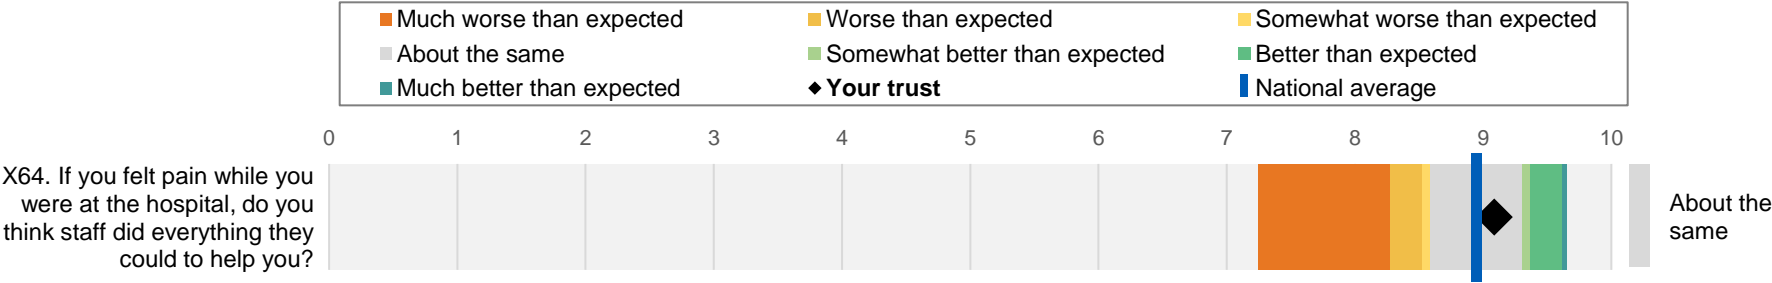 Much worse than expected
Worse than expected
Somewhat worse than expected
About the same
Somewhat better than expected
Better than expected
Much better than expected
Your trust
National average
0 1 2 3 4 5 6 7 8 9 10
X64. If you felt pain while you
were at the hospital, do you
think staff did everything they
could to help you?
About the
same